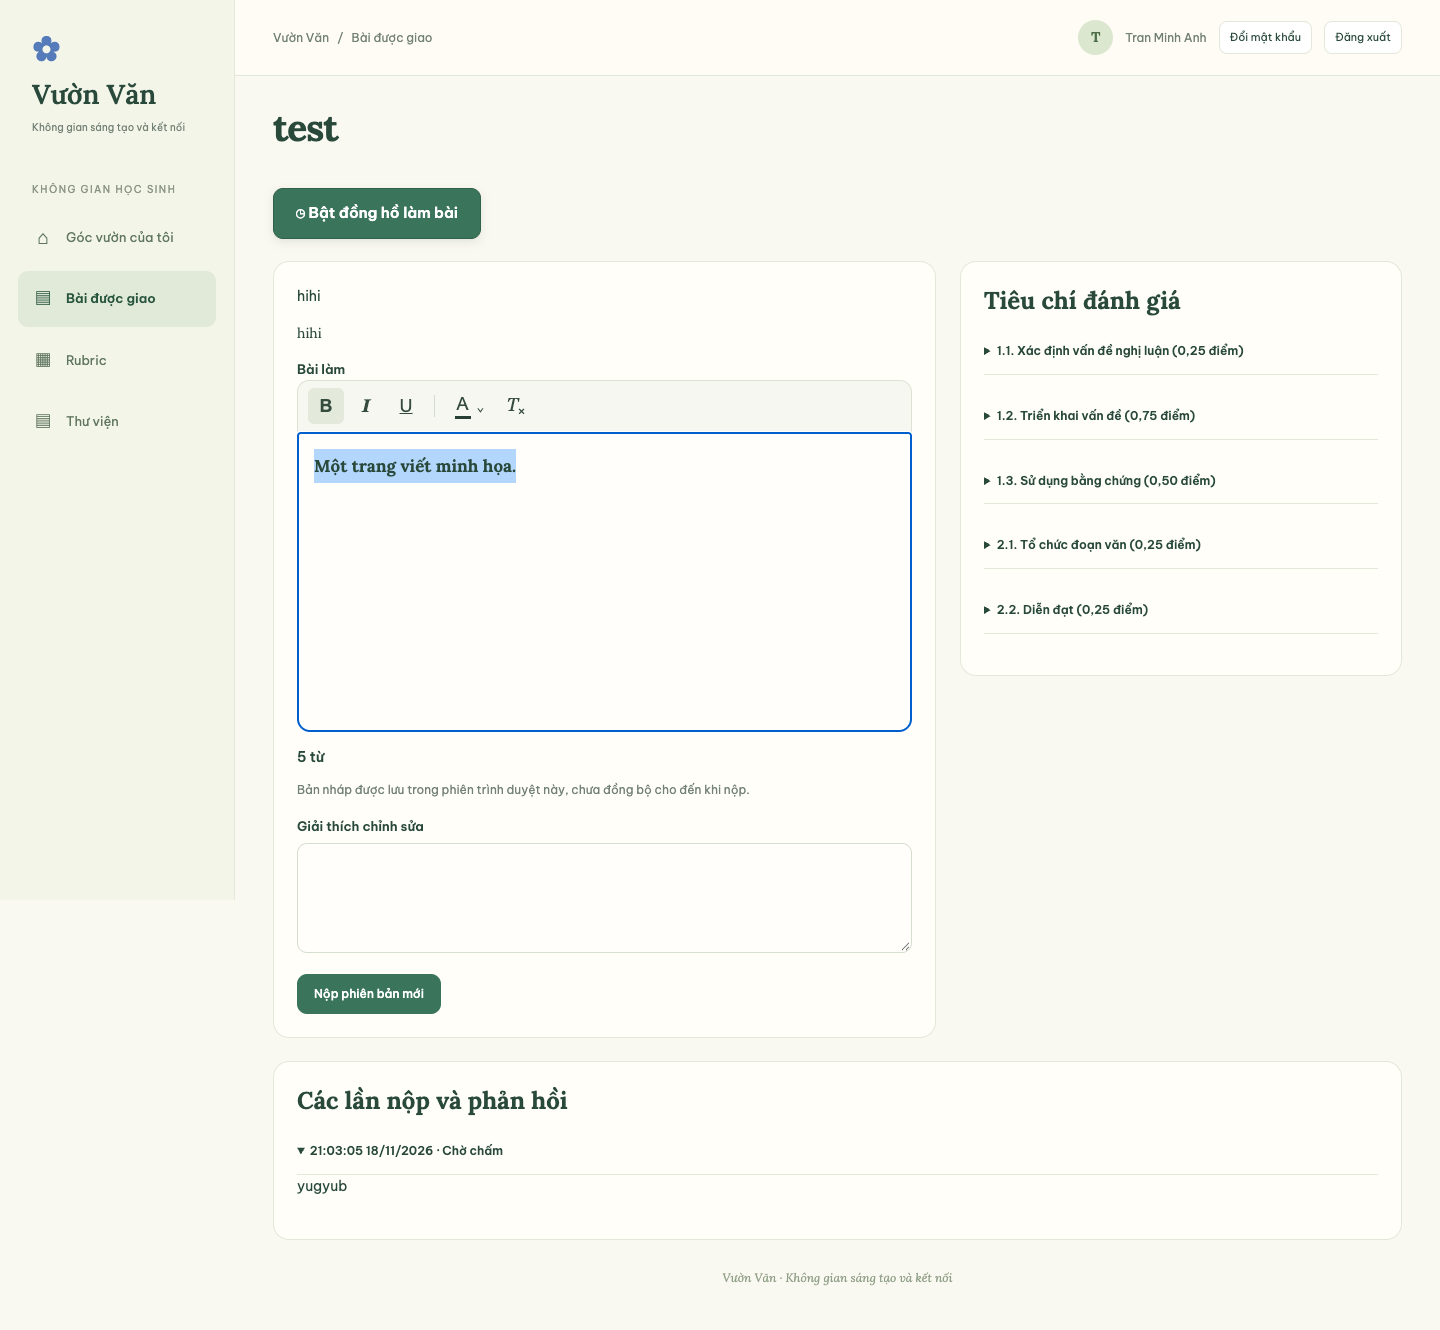 Vườn Văn
Không gian sáng tạo và kết nối
KHÔNG GIAN HỌC SINH
Góc vườn của tôi
Bài được giao
Rubric
Thư viện
Vườn Văn / Bài được giao
T
Tran Minh Anh
Đổi mật khẩu
Đăng xuất
test
Bật đồng hồ làm bài
hihi
hihi
Bài làm
B I U A T×
Một trang viết minh họa.
5 từ
Bản nháp được lưu trong phiên trình duyệt này, chưa đồng bộ cho đến khi nộp.
Giải thích chỉnh sửa
Nộp phiên bản mới
Tiêu chí đánh giá
1.1. Xác định vấn đề nghị luận (0,25 điểm)
1.2. Triển khai vấn đề (0,75 điểm)
1.3. Sử dụng bằng chứng (0,50 điểm)
2.1. Tổ chức đoạn văn (0,25 điểm)
2.2. Diễn đạt (0,25 điểm)
Các lần nộp và phản hồi
21:03:05 18/11/2026 · Chờ chấm
yugyub
Vườn Văn · Không gian sáng tạo và kết nối